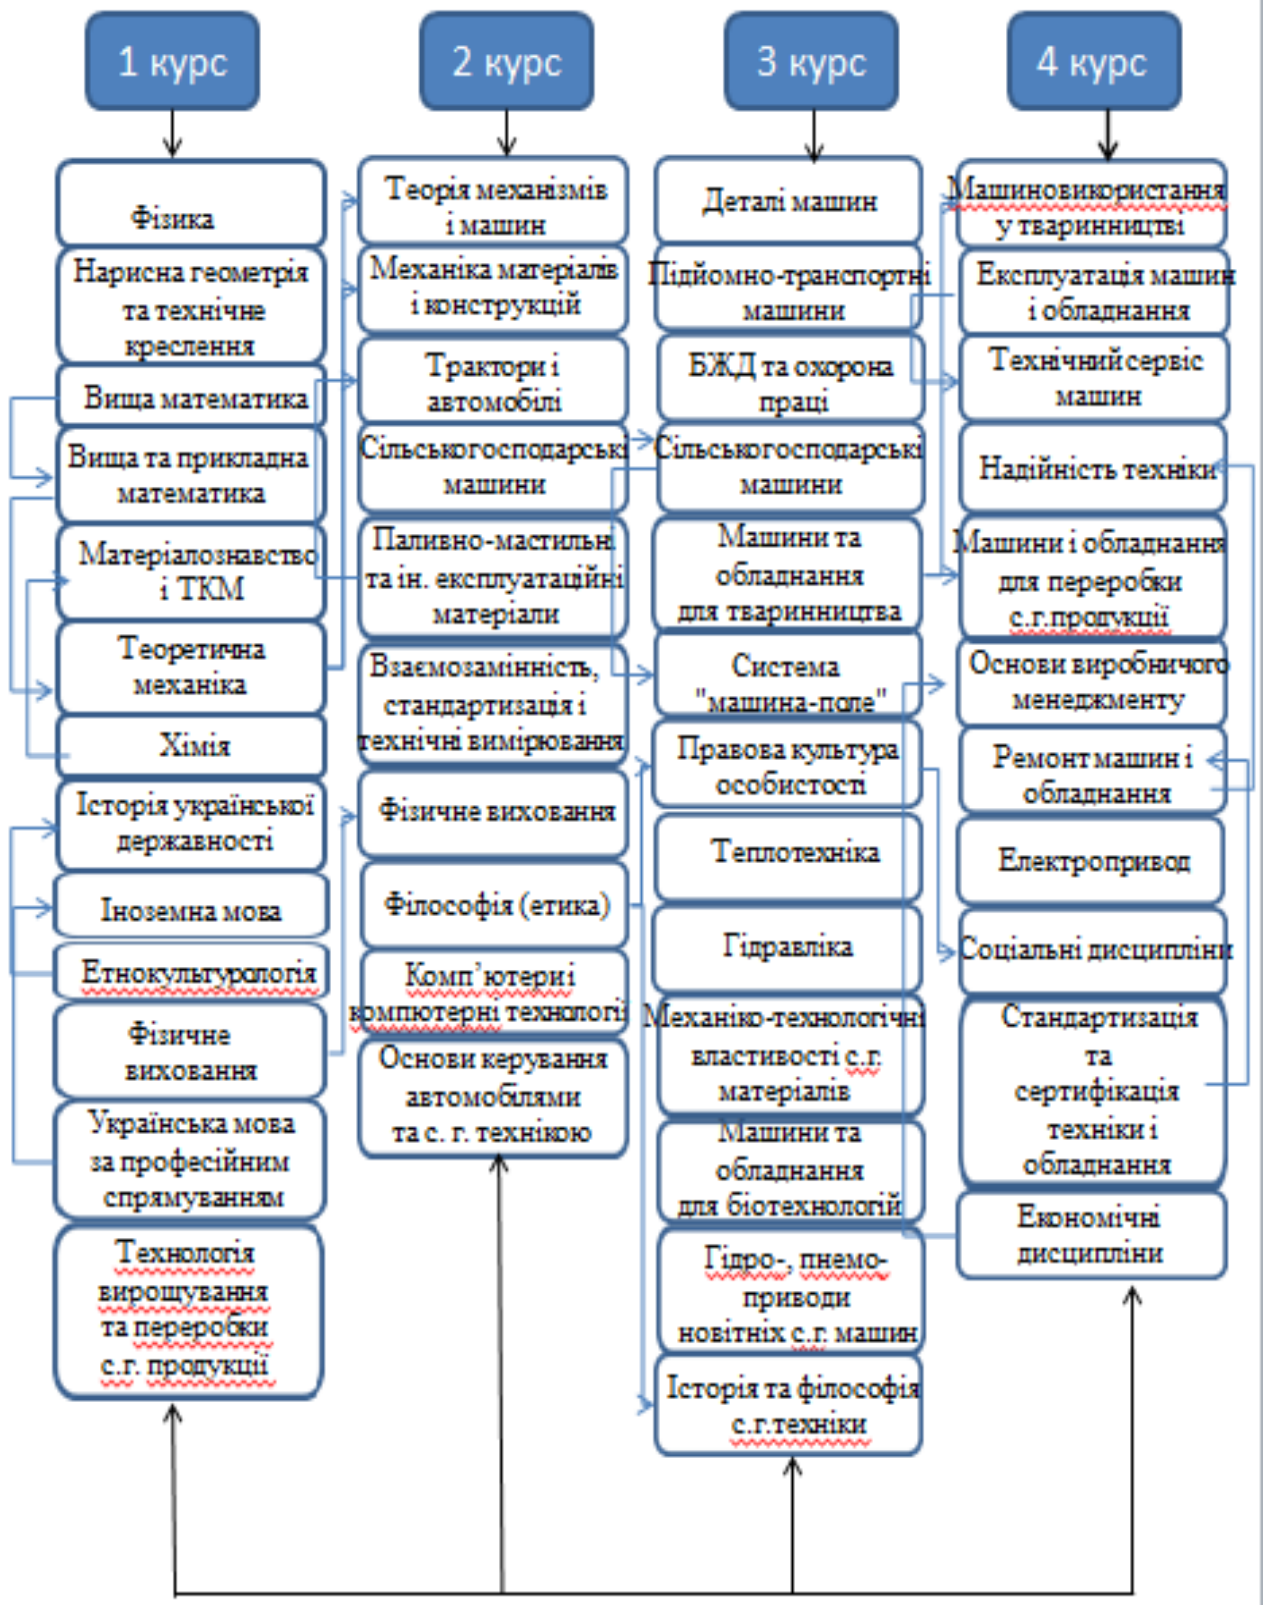 1 курс
2 курс
3 курс
4 курс
Фізика
Нарисна геометрія
та технічне
креслення
Вища математика
Вища та прикладна
математика
Матеріалознавство
і ТКМ
Теоретична
механіка
Хімія
Історія української
державності
Іноземна мова
Етнокультурологія
Фізичне
виховання
Українська мова
за професійним
спрямуванням
Технологія
вирощування
та переробки
с.г. продукції
Теорія механізмів
і машин
Механіка матеріалів
і конструкцій
Трактори і
автомобілі
Сільськогосподарські
машини
Паливно-мастильні
та ін. експлуатаційні
матеріали
Взаємозамінність,
стандартизація і
технічні вимірювання
Фізичне виховання
Філософія (етика)
Комп’ютери і
компютерні технології
Основи керування
автомобілями
та с. г. технікою
Деталі машин
Підйомно-транспортні
машини
БЖД та охорона
праці
Сільськогосподарські
машини
Машини та
обладнання
для тваринництва
Система
"машина-поле"
Правова культура
особистості
Теплотехніка
Гідравліка
Механіко-технологічні
властивості с.г.
матеріалів
Машини та
обладнання
для біотехнологій
Гідро-, пнемо-
приводи
новітніх с.г. машин
Історія та філософія
с.г.техніки
Машиновикористання
у тваринництві
Експлуатація машин
і обладнання
Технічний сервіс
машин
Надійність техніки
Машини і обладнання
для переробки
с.г.продукції
Основи виробничого
менеджменту
Ремонт машин і
обладнання
Електропривод
Соціальні дисципліни
Стандартизація
та
сертифікація
техніки і
обладнання
Економічні
дисципліни